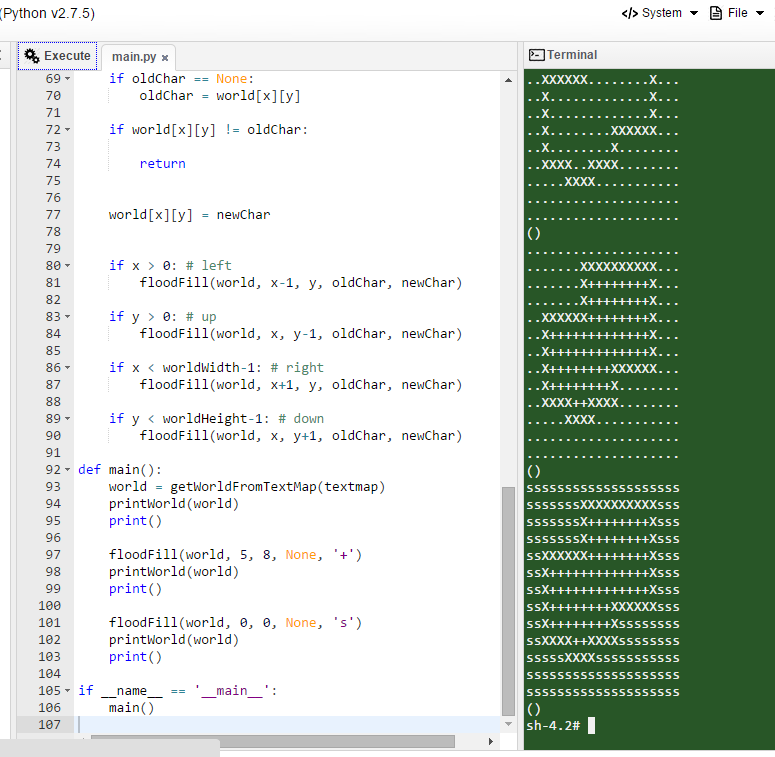 (Python v2.7.5)
</> System
File
Execute
main.py x
69 if oldChar == None:
70 oldChar = world[x][y]
71
72 if world[x][y] != oldChar:
73
74 return
75
76
77 world[x][y] = newChar
78
79
80 if x > 0: # left
81 floodFill(world, x-1, y, oldChar, newChar)
82
83 if y > 0: # up
84 floodFill(world, x, y-1, oldChar, newChar)
85
86 if x < worldWidth-1: # right
87 floodFill(world, x+1, y, oldChar, newChar)
88
89 if y < worldHeight-1: # down
90 floodFill(world, x, y+1, oldChar, newChar)
91
92 def main():
93 world = getWorldFromTextMap(textmap)
94 printWorld(world)
95 print()
96
97 floodFill(world, 5, 8, None, '+')
98 printWorld(world)
99 print()
100
101 floodFill(world, 0, 0, None, 's')
102 printWorld(world)
103 print()
104
105 if __name__ == '__main__':
106 main()
107
Terminal
..XXXXXX........X...
..X.............X...
..X.............X...
..X........XXXXXX...
..X........X........
..XXXX..XXXX........
.....XXXX...........
....................
....................
()
....................
.......XXXXXXXXXX...
.......X++++++++X...
.......X++++++++X...
..XXXXXX++++++++X...
..X+++++++++++++X...
..X+++++++++++++X...
..X++++++++XXXXXX...
..X++++++++X........
..XXXX++XXXX........
.....XXXX...........
....................
....................
()
ssssssssssssssssssss
sssssssXXXXXXXXXXsss
sssssssX++++++++Xsss
sssssssX++++++++Xsss
ssXXXXXX++++++++Xsss
ssX+++++++++++++Xsss
ssX+++++++++++++Xsss
ssX++++++++XXXXXXsss
ssX++++++++Xssssssss
ssXXXX++XXXXssssssss
sssssXXXXsssssssssss
ssssssssssssssssssss
ssssssssssssssssssss
()
sh-4.2#